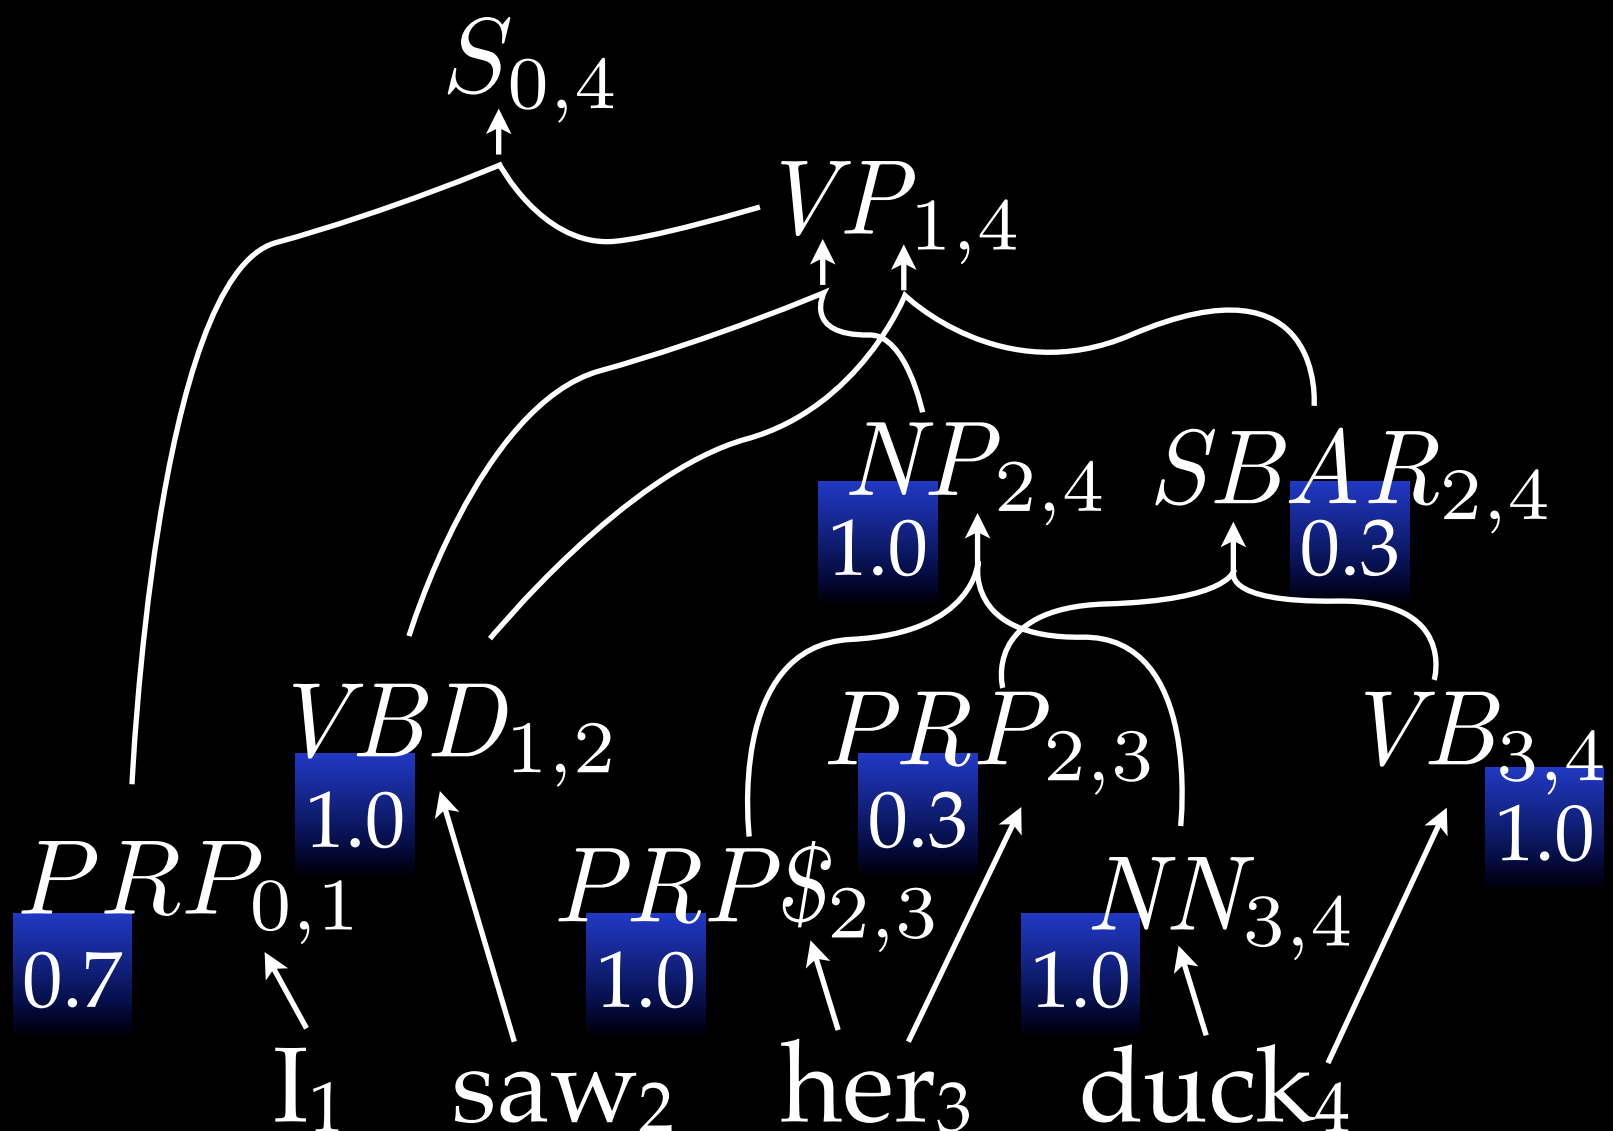 S0,4
VP1,4
NP2,4 SBAR2,4
1.0 0.3
VBD1,2 PRP2,3 VB3,4
1.0 0.3 1.0
PRP0,1 PRP$2,3 NN3,4
0.7 1.0 1.0
I1 saw2 her3 duck4